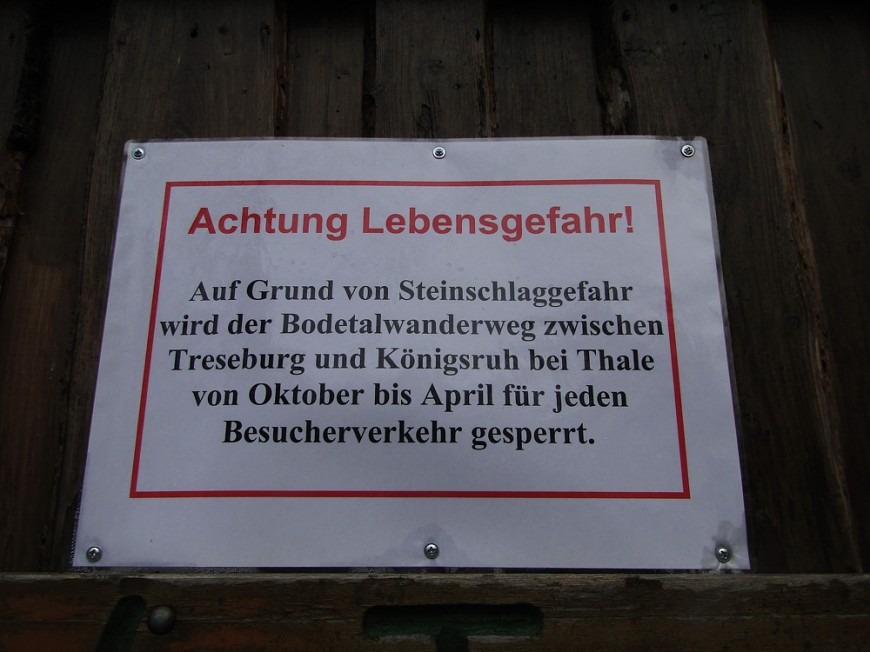 Achtung Lebensgefahr!
Auf Grund von Steinschlaggefahr
wird der Bodetalwanderweg zwischen
Treseburg und Königsruh bei Thale
von Oktober bis April für jeden
Besucherverkehr gesperrt.